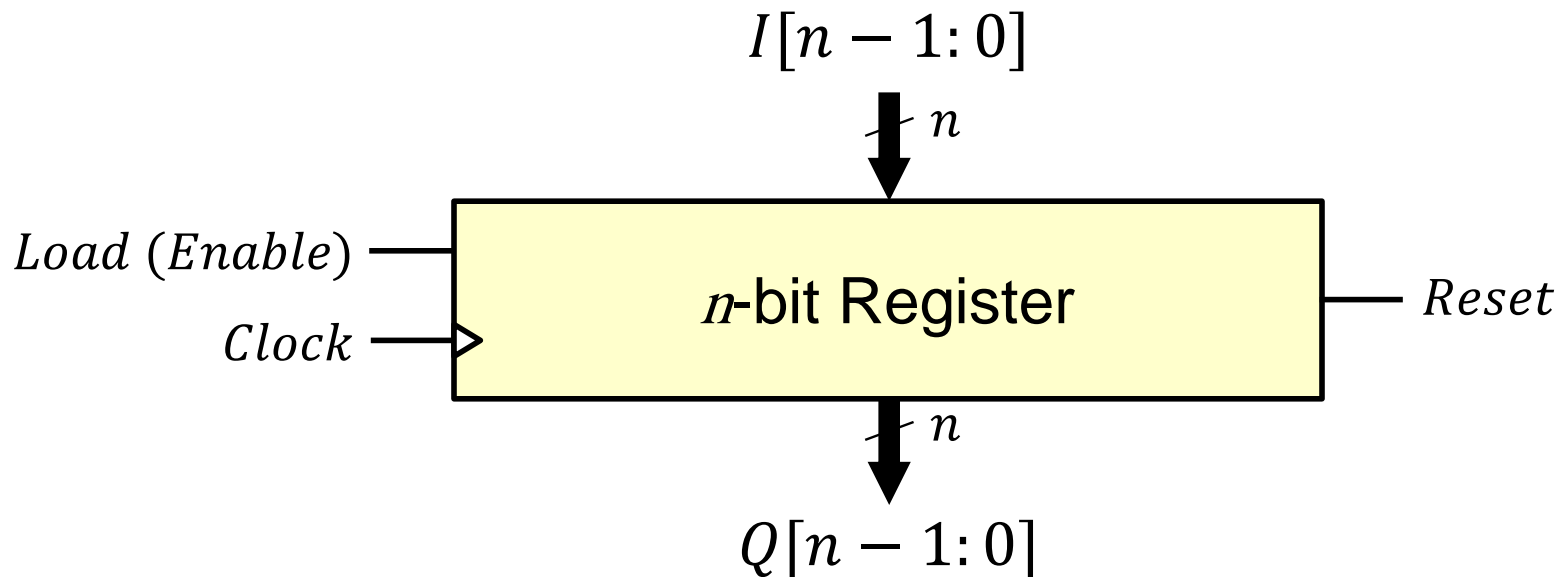 I[n − 1: 0]
n
Load (Enable)
n-bit Register
Reset
Clock
n
Q[n − 1: 0]